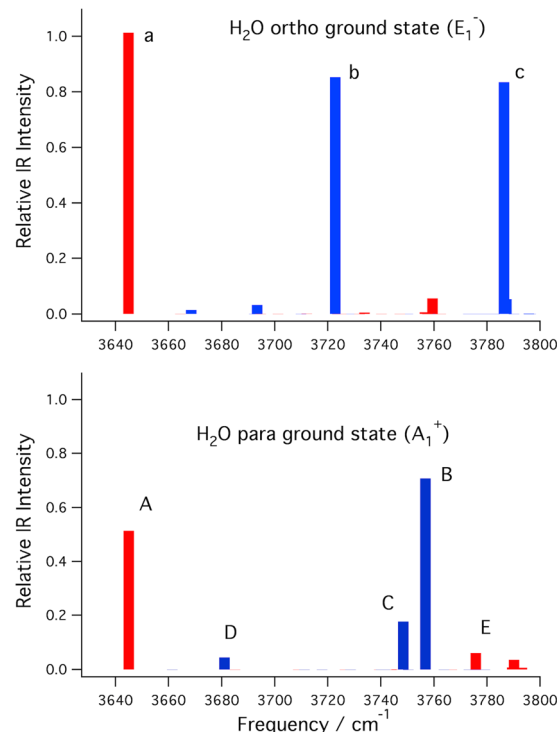 H₂O ortho ground state (E₁⁻)
a
b
c
Relative IR Intensity
1.0
0.8
0.6
0.4
0.2
0.0
3640 3660 3680 3700 3720 3740 3760 3780 3800
H₂O para ground state (A₁⁺)
A
B
C
D
E
Relative IR Intensity
1.0
0.8
0.6
0.4
0.2
0.0
3640 3660 3680 3700 3720 3740 3760 3780 3800
Frequency / cm⁻¹